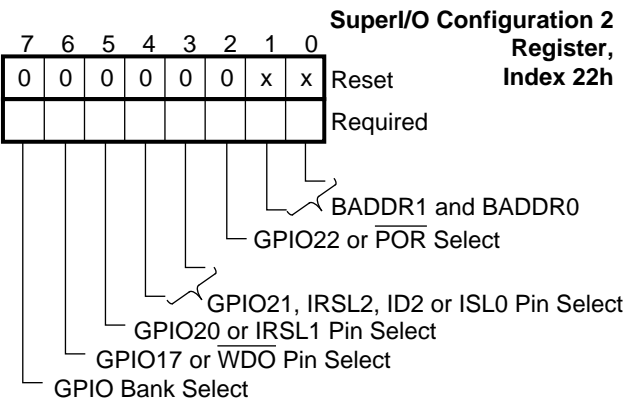 SuperI/O Configuration 2
Register,
Index 22h
7 6 5 4 3 2 1 0
0 0 0 0 0 0 x x Reset
Required
BADDR1 and BADDR0
GPIO22 or POR Select
GPIO21, IRSL2, ID2 or ISL0 Pin Select
GPIO20 or IRSL1 Pin Select
GPIO17 or WDO Pin Select
GPIO Bank Select